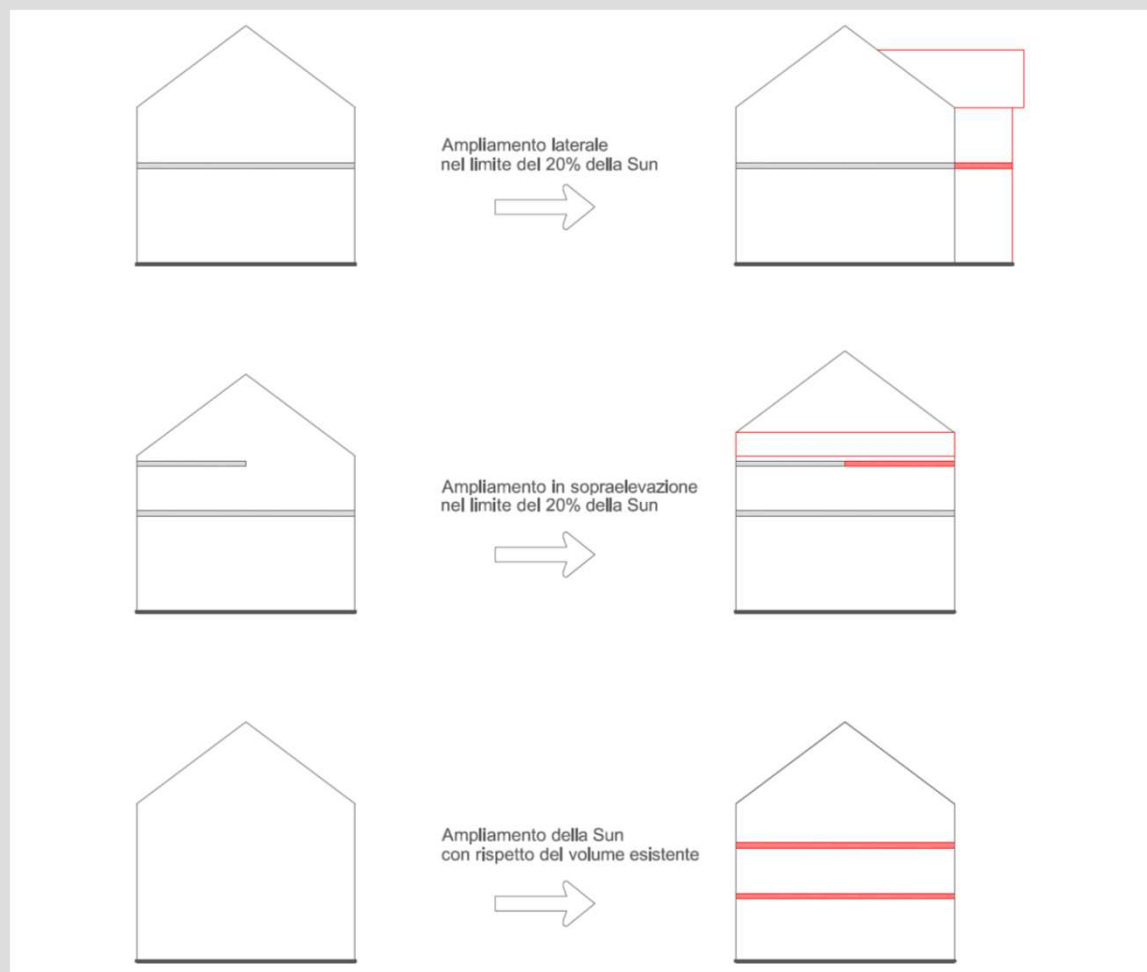 Ampliamento laterale
nel limite del 20% della Sun
Ampliamento in sopraelevazione
nel limite del 20% della Sun
Ampliamento della Sun
con rispetto del volume esistente